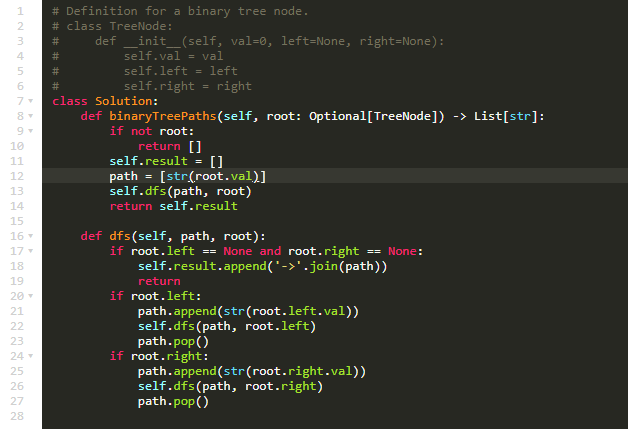 1 # Definition for a binary tree node.
2 # class TreeNode:
3 #     def __init__(self, val=0, left=None, right=None):
4 #         self.val = val
5 #         self.left = left
6 #         self.right = right
7 class Solution:
8     def binaryTreePaths(self, root: Optional[TreeNode]) -> List[str]:
9         if not root:
10             return []
11         self.result = []
12         path = [str(root.val)]
13         self.dfs(path, root)
14         return self.result
15
16     def dfs(self, path, root):
17         if root.left == None and root.right == None:
18             self.result.append('->'.join(path))
19             return
20         if root.left:
21             path.append(str(root.left.val))
22             self.dfs(path, root.left)
23             path.pop()
24         if root.right:
25             path.append(str(root.right.val))
26             self.dfs(path, root.right)
27             path.pop()
28